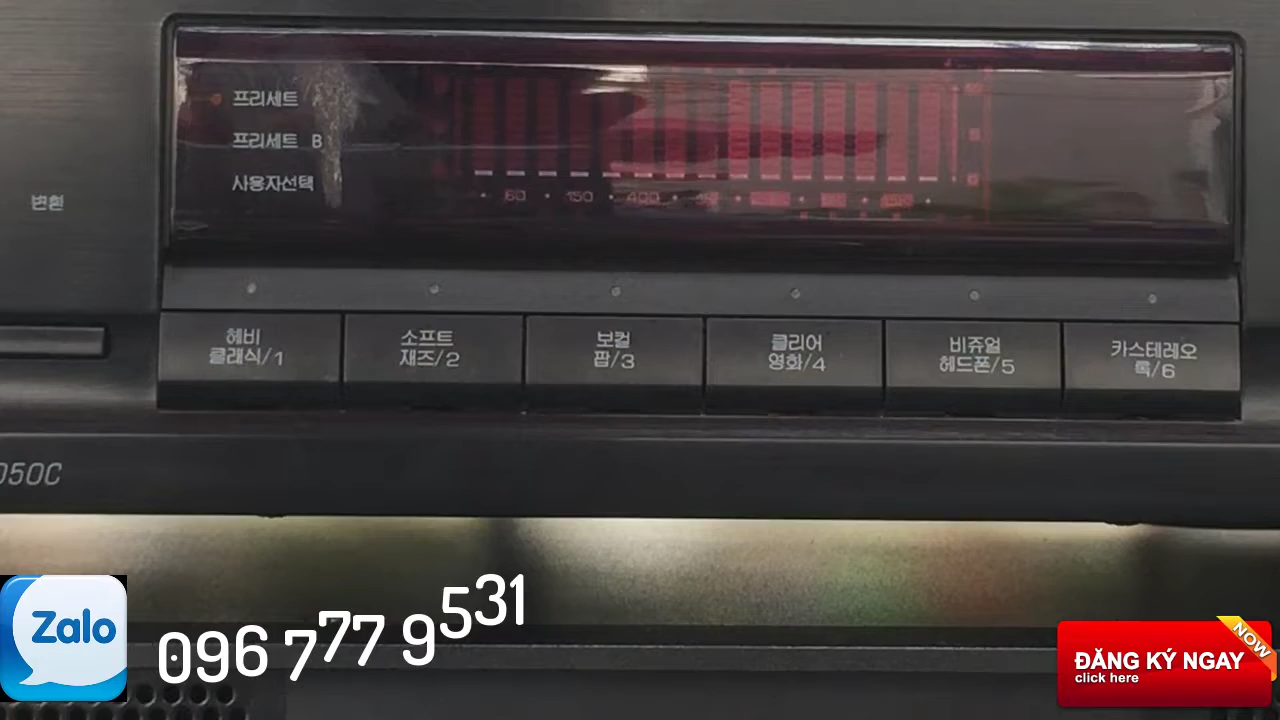 프리세트
프리세트 B
사용자선택
변환
60 150 400
헤비
클래식/1
소프트
재즈/2
보컬
팝/3
클리어
영화/4
비쥬얼
헤드폰/5
카스테레오
록/6
050C
Zalo
096 777 9531
NOW
ĐĂNG KÝ NGAY
click here